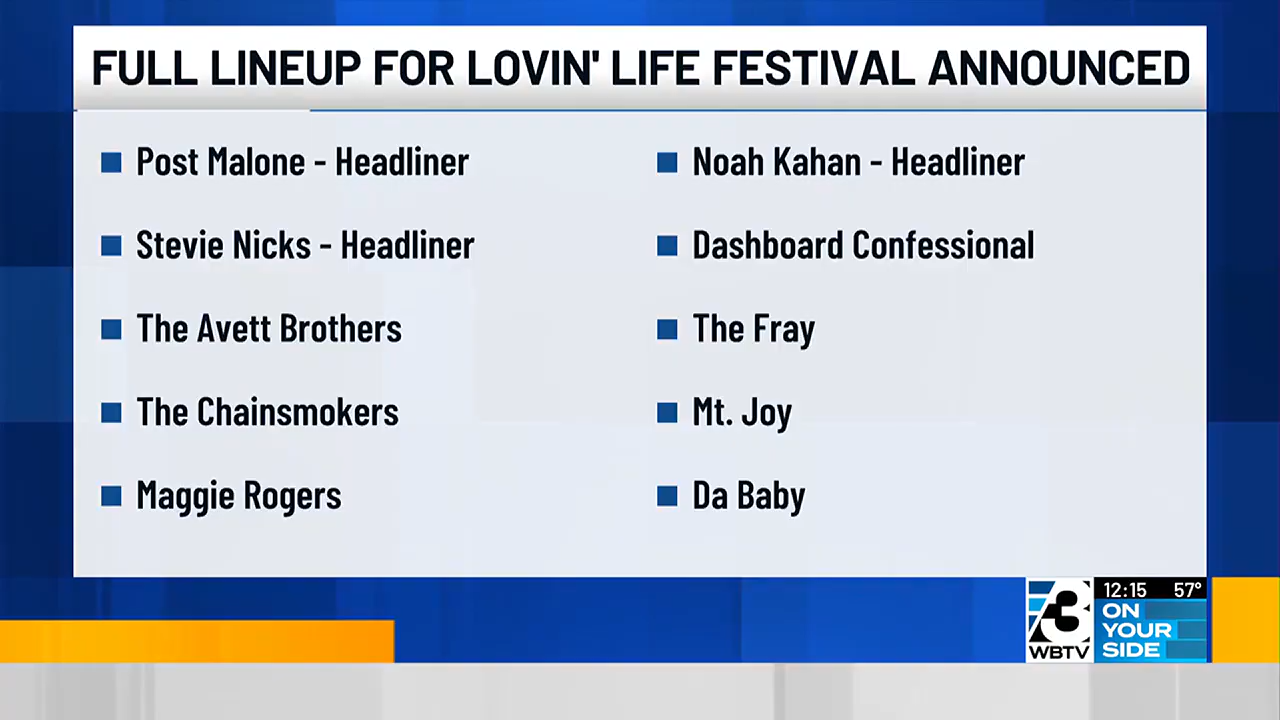 FULL LINEUP FOR LOVIN' LIFE FESTIVAL ANNOUNCED
Post Malone - Headliner
Stevie Nicks - Headliner
The Avett Brothers
The Chainsmokers
Maggie Rogers
Noah Kahan - Headliner
Dashboard Confessional
The Fray
Mt. Joy
Da Baby
3
WBTV
12:15 57°
ON
YOUR
SIDE